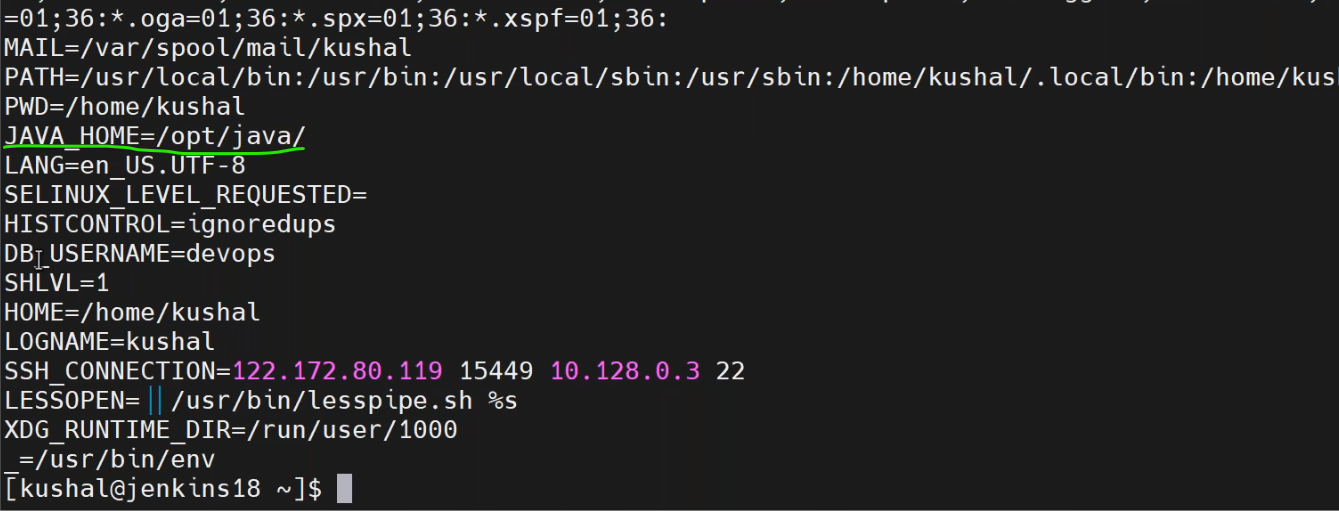 =01;36:*.oga=01;36:*.spx=01;36:*.xspf=01;36:
MAIL=/var/spool/mail/kushal
PATH=/usr/local/bin:/usr/bin:/usr/local/sbin:/usr/sbin:/home/kushal/.local/bin:/home/kus
PWD=/home/kushal
JAVA_HOME=/opt/java/
LANG=en_US.UTF-8
SELINUX_LEVEL_REQUESTED=
HISTCONTROL=ignoredups
DB_USERNAME=devops
SHLVL=1
HOME=/home/kushal
LOGNAME=kushal
SSH_CONNECTION=122.172.80.119 15449 10.128.0.3 22
LESSOPEN=||/usr/bin/lesspipe.sh %s
XDG_RUNTIME_DIR=/run/user/1000
_=/usr/bin/env
[kushal@jenkins18 ~]$